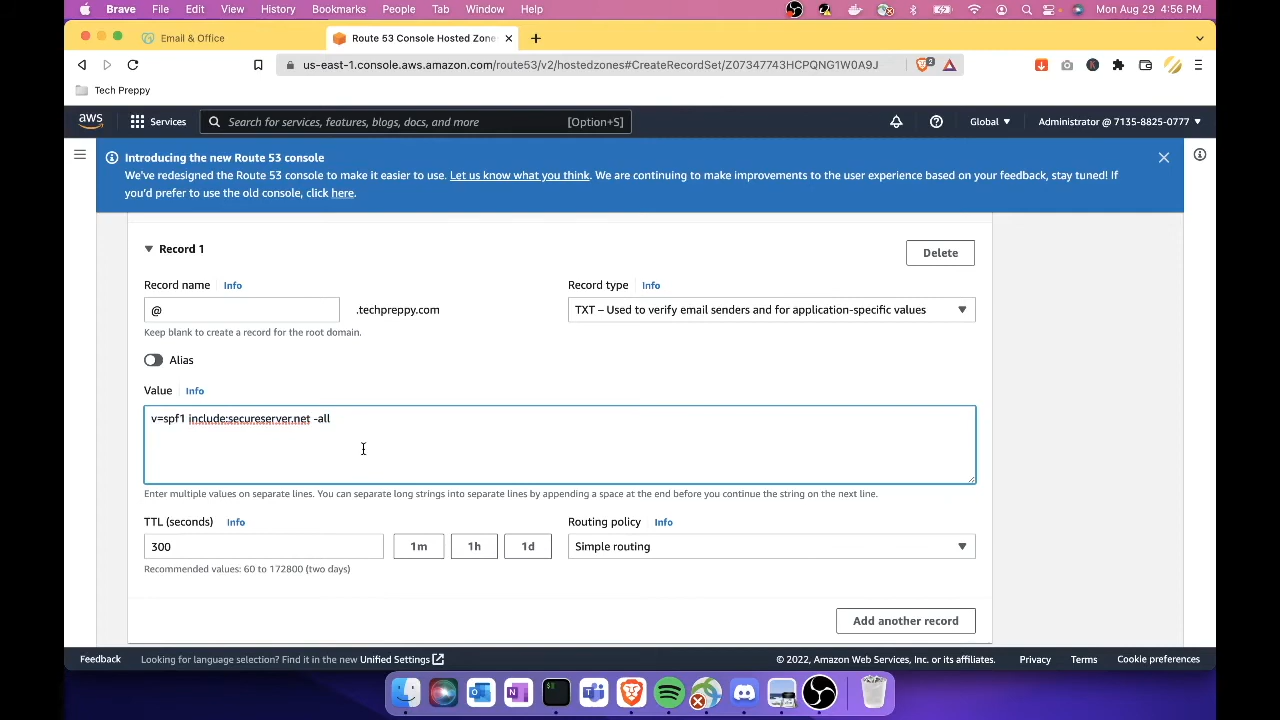 Brave File Edit View History Bookmarks People Tab Window Help Mon Aug 29 4:56 PM
Email & Office Route 53 Console Hosted Zone
us-east-1.console.aws.amazon.com/route53/v2/hostedzones#CreateRecordSet/Z07347743HCPQNG1W0A9J 2
Tech Preppy
aws Services Search for services, features, blogs, docs, and more [Option+S] Global Administrator @ 7135-8825-0777
Introducing the new Route 53 console
We've redesigned the Route 53 console to make it easier to use. Let us know what you think. We are continuing to make improvements to the user experience based on your feedback, stay tuned! If
you'd prefer to use the old console, click here.
Record 1 Delete
Record name Info Record type Info
@ .techpreppy.com TXT – Used to verify email senders and for application-specific values
Keep blank to create a record for the root domain.
Alias
Value Info
v=spf1 include:secureserver.net -all
Enter multiple values on separate lines. You can separate long strings into separate lines by appending a space at the end before you continue the string on the next line.
TTL (seconds) Info Routing policy Info
300 1m 1h 1d Simple routing
Recommended values: 60 to 172800 (two days)
Add another record
Feedback Looking for language selection? Find it in the new Unified Settings © 2022, Amazon Web Services, Inc. or its affiliates. Privacy Terms Cookie preferences